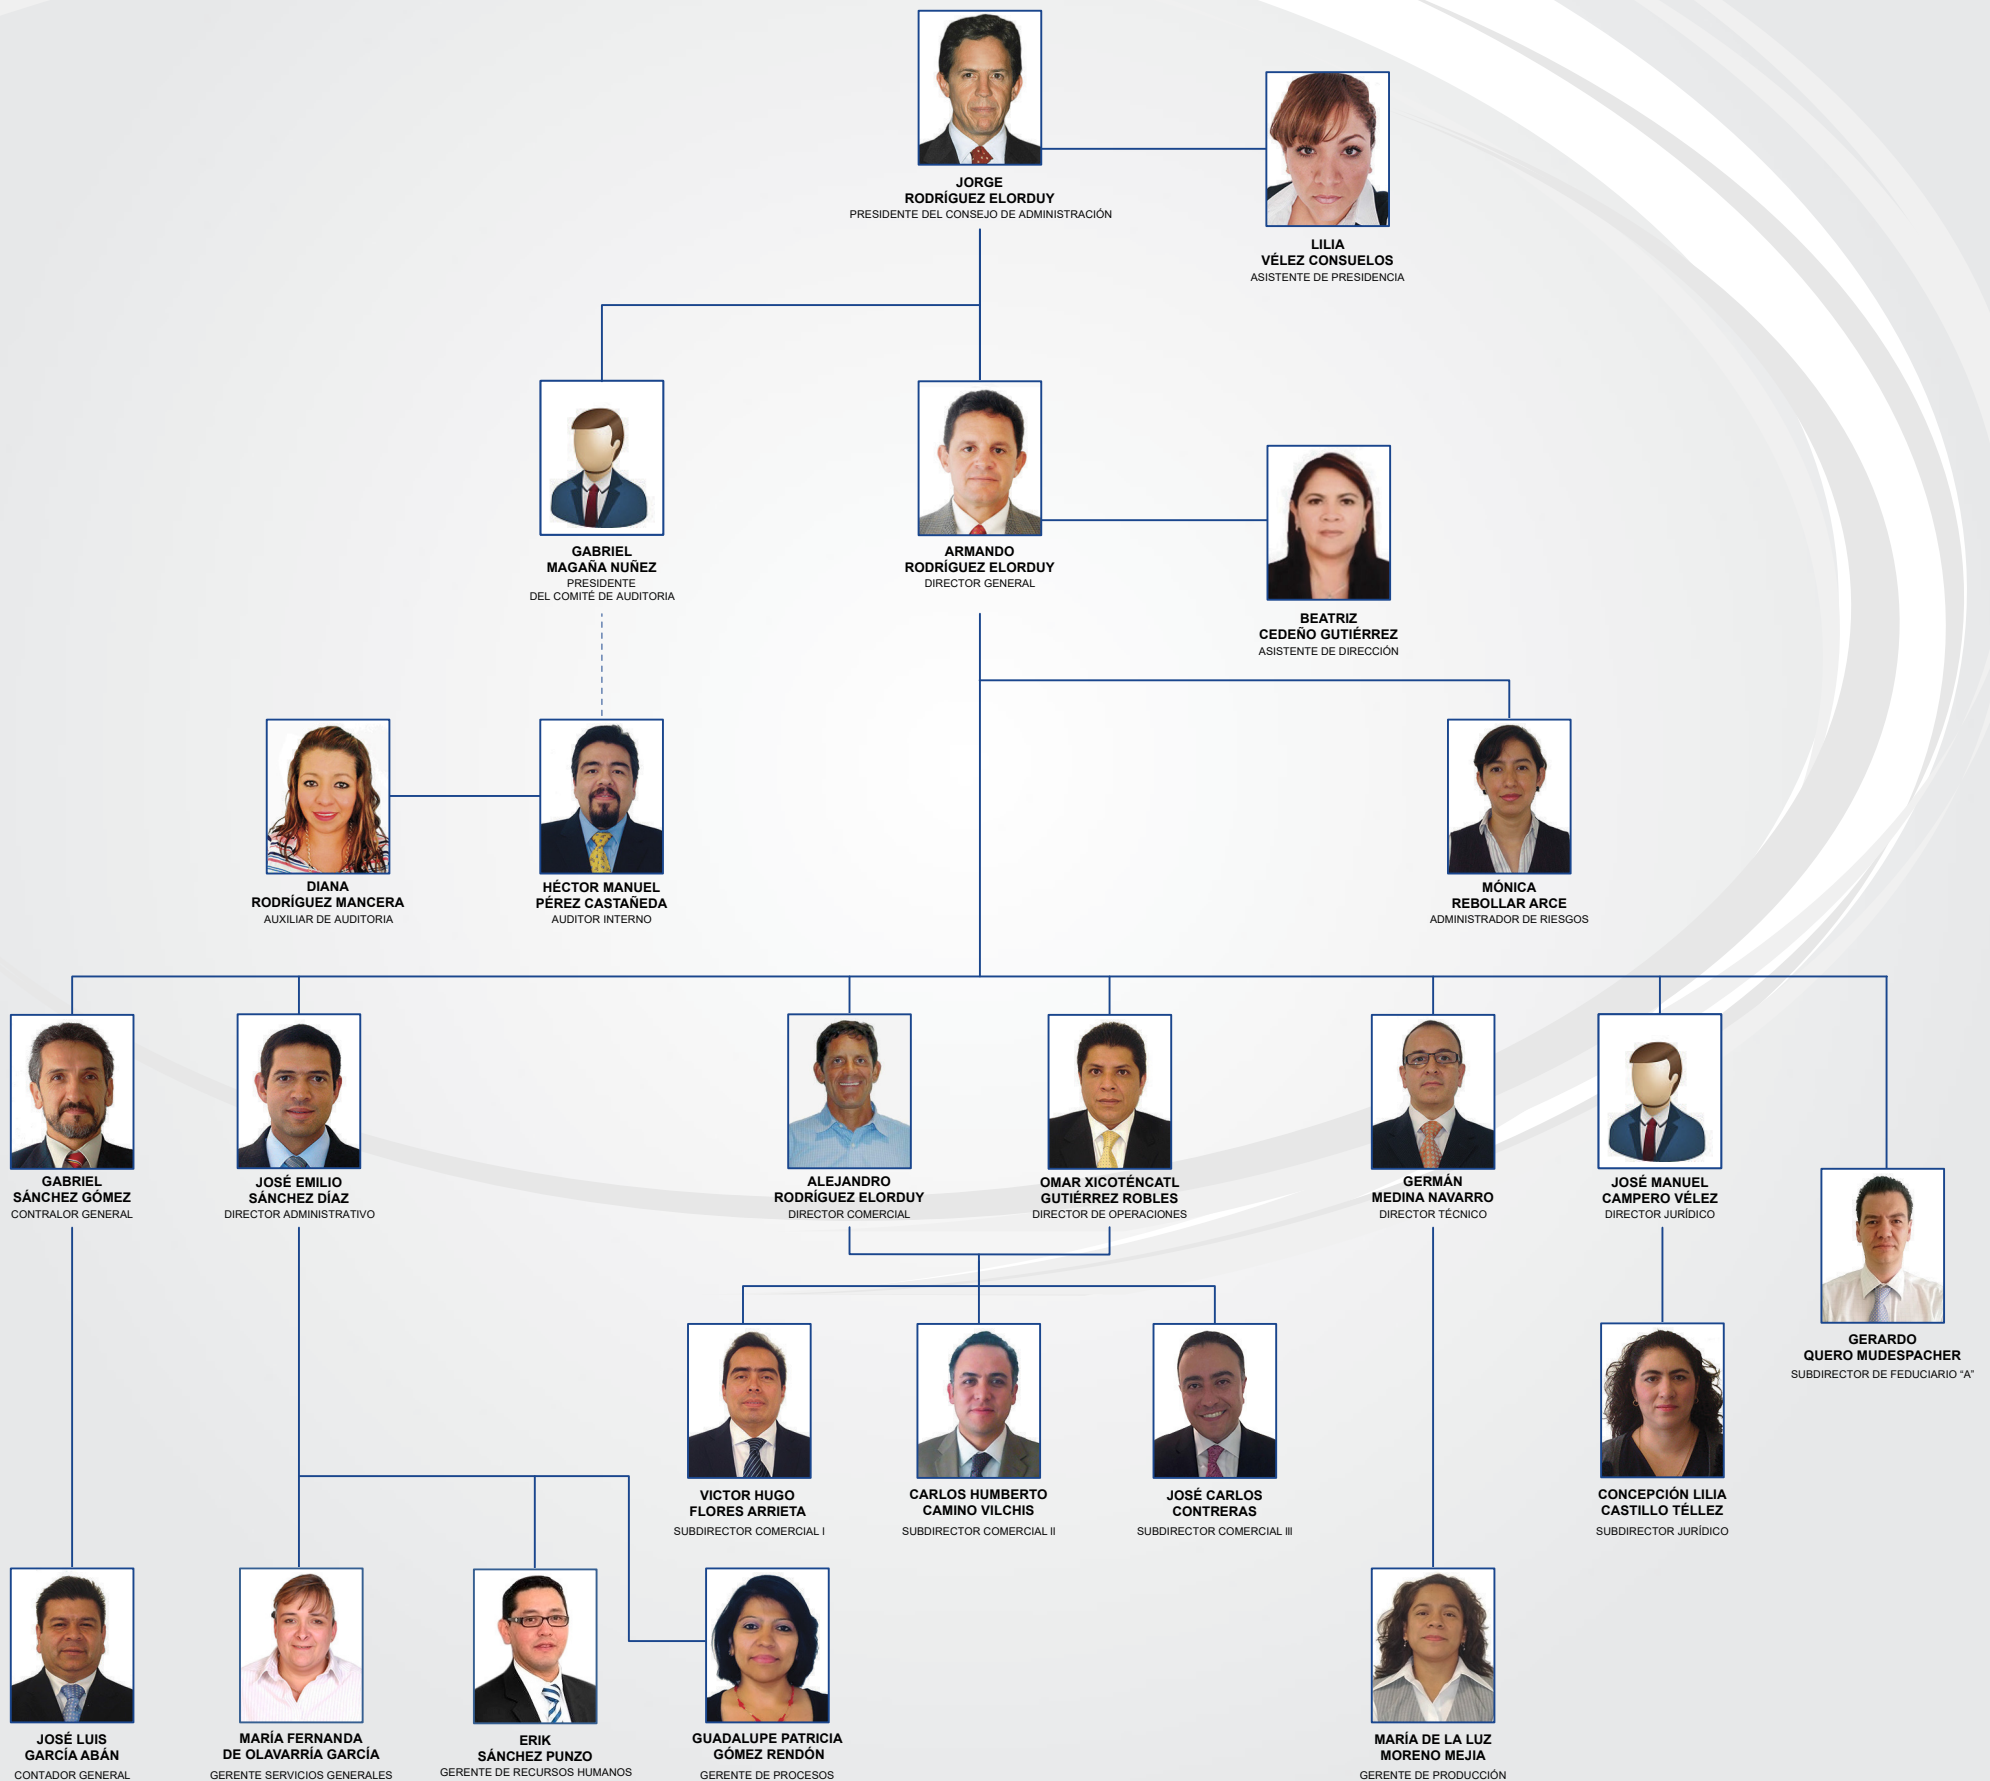 JORGE
RODRÍGUEZ ELORDUY
PRESIDENTE DEL CONSEJO DE ADMINISTRACIÓN
LILIA
VÉLEZ CONSUELOS
ASISTENTE DE PRESIDENCIA
GABRIEL
MAGAÑA NUÑEZ
PRESIDENTE
DEL COMITÉ DE AUDITORIA
ARMANDO
RODRÍGUEZ ELORDUY
DIRECTOR GENERAL
BEATRIZ
CEDEÑO GUTIÉRREZ
ASISTENTE DE DIRECCIÓN
DIANA
RODRÍGUEZ MANCERA
AUXILIAR DE AUDITORIA
HÉCTOR MANUEL
PÉREZ CASTAÑEDA
AUDITOR INTERNO
MÓNICA
REBOLLAR ARCE
ADMINISTRADOR DE RIESGOS
GABRIEL
SÁNCHEZ GÓMEZ
CONTRALOR GENERAL
JOSÉ EMILIO
SÁNCHEZ DÍAZ
DIRECTOR ADMINISTRATIVO
ALEJANDRO
RODRÍGUEZ ELORDUY
DIRECTOR COMERCIAL
OMAR XICOTÉNCATL
GUTIÉRREZ ROBLES
DIRECTOR DE OPERACIONES
GERMÁN
MEDINA NAVARRO
DIRECTOR TÉCNICO
JOSÉ MANUEL
CAMPERO VÉLEZ
DIRECTOR JURÍDICO
GERARDO
QUERO MUDESPACHER
SUBDIRECTOR DE FEDUCIARIO “A”
VICTOR HUGO
FLORES ARRIETA
SUBDIRECTOR COMERCIAL I
CARLOS HUMBERTO
CAMINO VILCHIS
SUBDIRECTOR COMERCIAL II
JOSÉ CARLOS
CONTRERAS
SUBDIRECTOR COMERCIAL III
CONCEPCIÓN LILIA
CASTILLO TÉLLEZ
SUBDIRECTOR JURÍDICO
JOSÉ LUIS
GARCÍA ABÁN
CONTADOR GENERAL
MARÍA FERNANDA
DE OLAVARRÍA GARCÍA
GERENTE SERVICIOS GENERALES
ERIK
SÁNCHEZ PUNZO
GERENTE DE RECURSOS HUMANOS
GUADALUPE PATRICIA
GÓMEZ RENDÓN
GERENTE DE PROCESOS
MARÍA DE LA LUZ
MORENO MEJIA
GERENTE DE PRODUCCIÓN